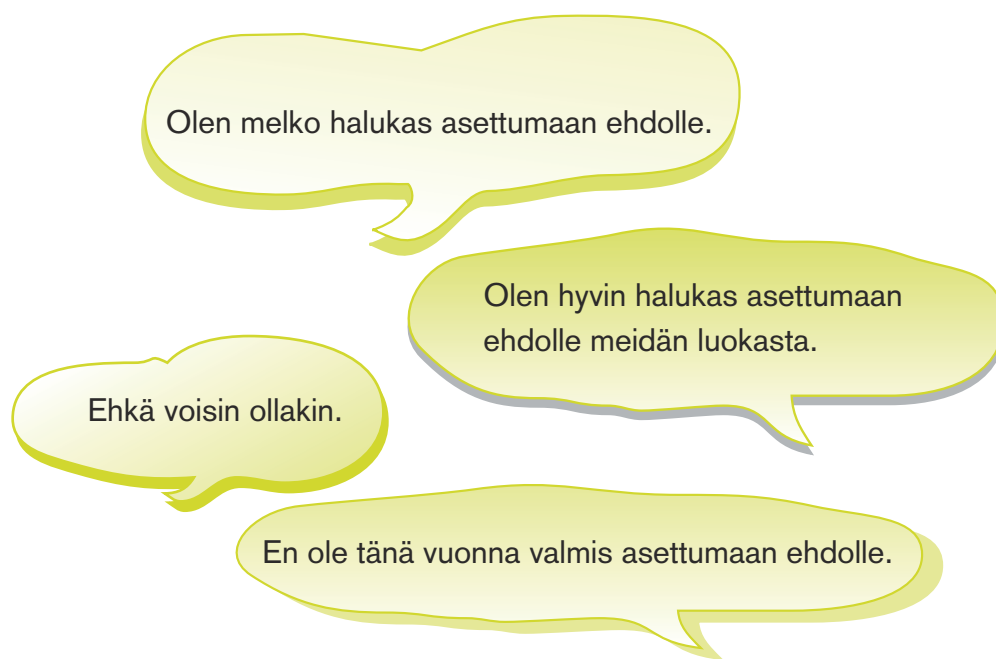 Olen melko halukas asettumaan ehdolle.
Olen hyvin halukas asettumaan
ehdolle meidän luokasta.
Ehkä voisin ollakin.
En ole tänä vuonna valmis asettumaan ehdolle.